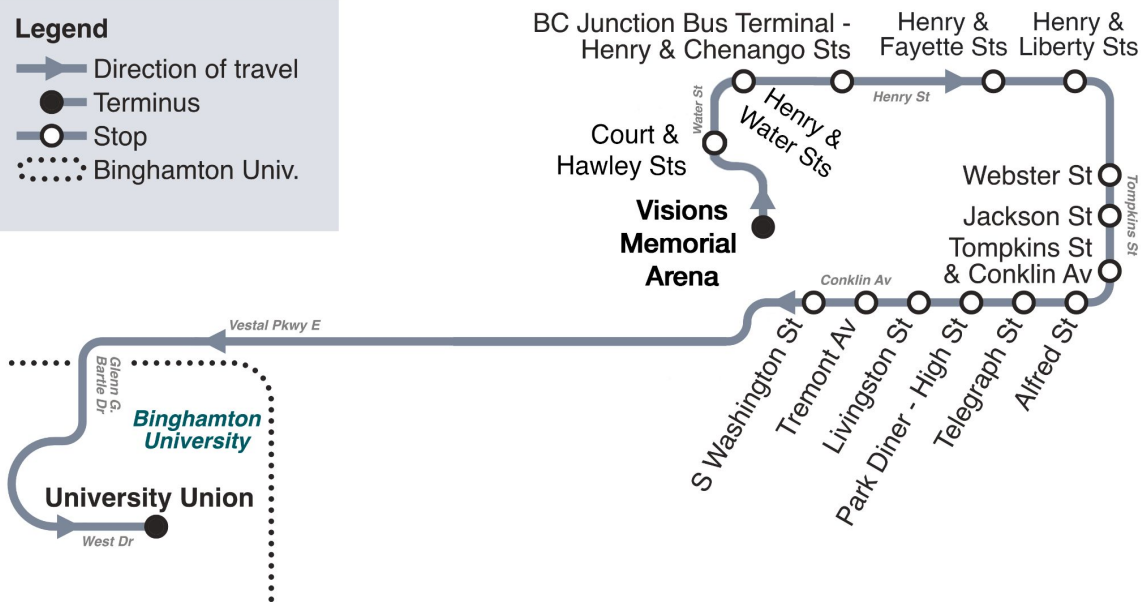 Legend
Direction of travel
Terminus
Stop
Binghamton Univ.
BC Junction Bus Terminal -
Henry & Chenango Sts
Henry &
Fayette Sts
Henry &
Liberty Sts
Water St
Henry St
Henry &
Water Sts
Court &
Hawley Sts
Visions
Memorial
Arena
Webster St
Jackson St
Tompkins St
& Conklin Av
Tompkins St
Conklin Av
S Washington St
Tremont Av
Livingston St
Park Diner - High St
Telegraph St
Alfred St
Vestal Pkwy E
Glenn G.
Bartle Dr
Binghamton
University
University Union
West Dr